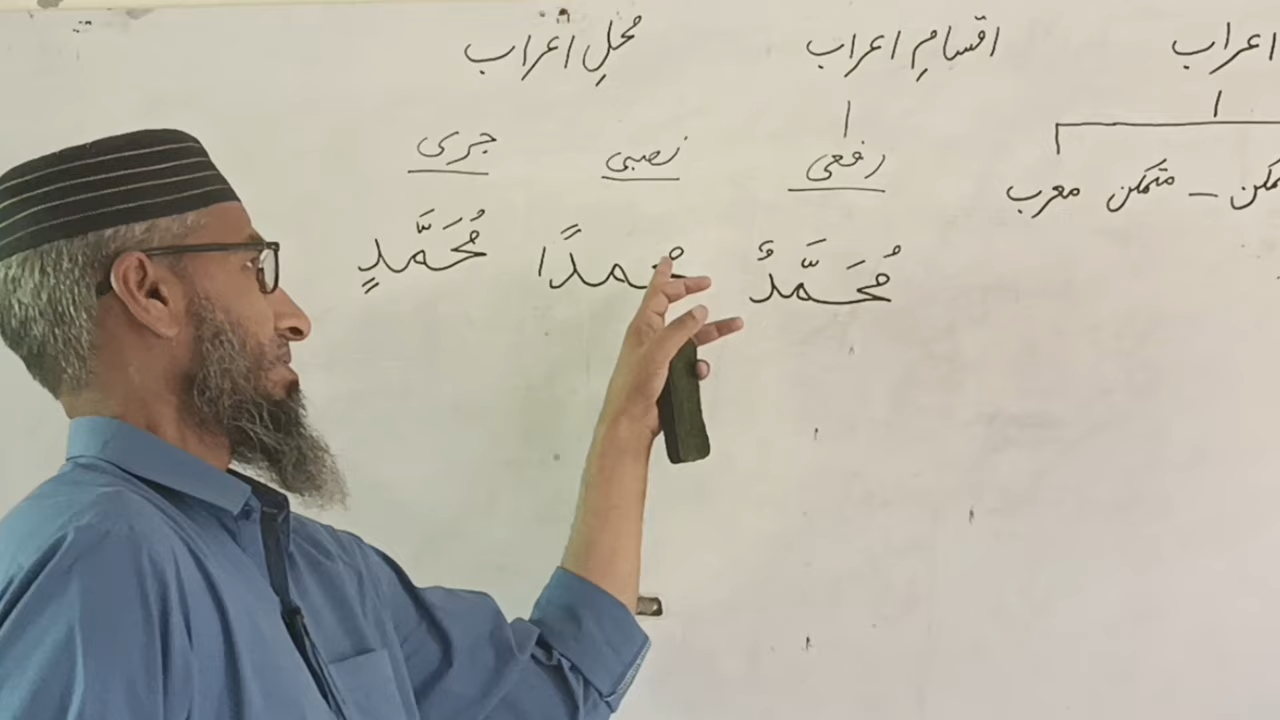 اعراب    اقسامِ اعراب    محلِ اعراب
رفعی    نصبی    جری
متمکن معرب
مُحَمَّدٌ    مُحَمَّدٍ